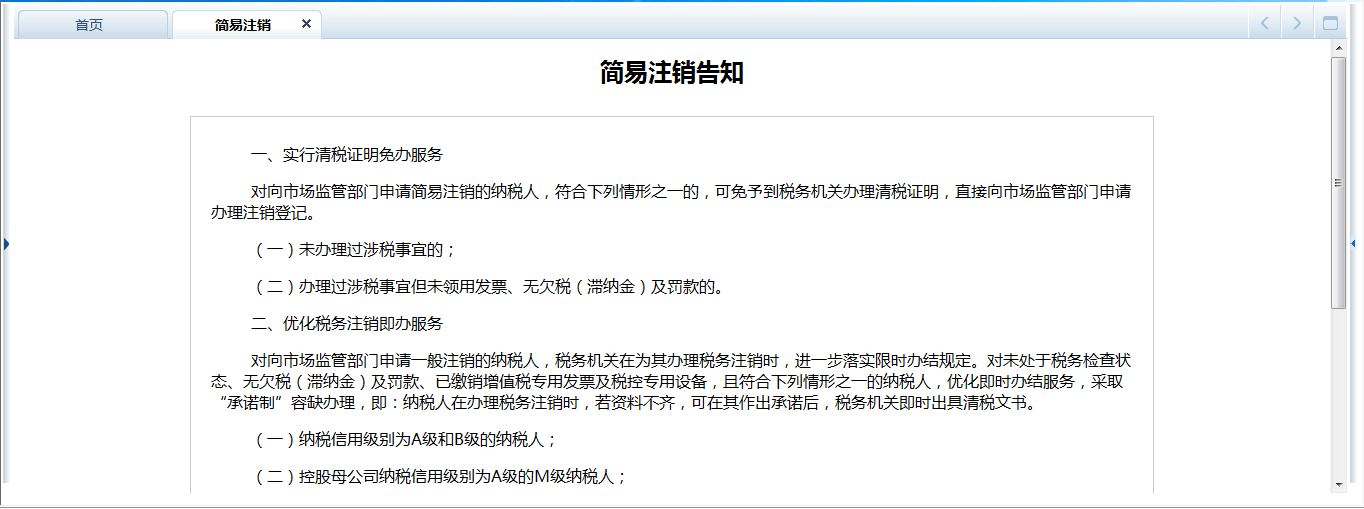 首页
简易注销
简易注销告知
一、实行清税证明免办服务
对向市场监管部门申请简易注销的纳税人，符合下列情形之一的，可免予到税务机关办理清税证明，直接向市场监管部门申请
办理注销登记。
（一）未办理过涉税事宜的；
（二）办理过涉税事宜但未领用发票、无欠税（滞纳金）及罚款的。
二、优化税务注销即办服务
对向市场监管部门申请一般注销的纳税人，税务机关在为其办理税务注销时，进一步落实限时办结规定。对未处于税务检查状
态、无欠税（滞纳金）及罚款、已缴销增值税专用发票及税控专用设备，且符合下列情形之一的纳税人，优化即时办结服务，采取
“承诺制”容缺办理，即：纳税人在办理税务注销时，若资料不齐，可在其作出承诺后，税务机关即时出具清税文书。
（一）纳税信用级别为A级和B级的纳税人；
（二）控股母公司纳税信用级别为A级的M级纳税人；